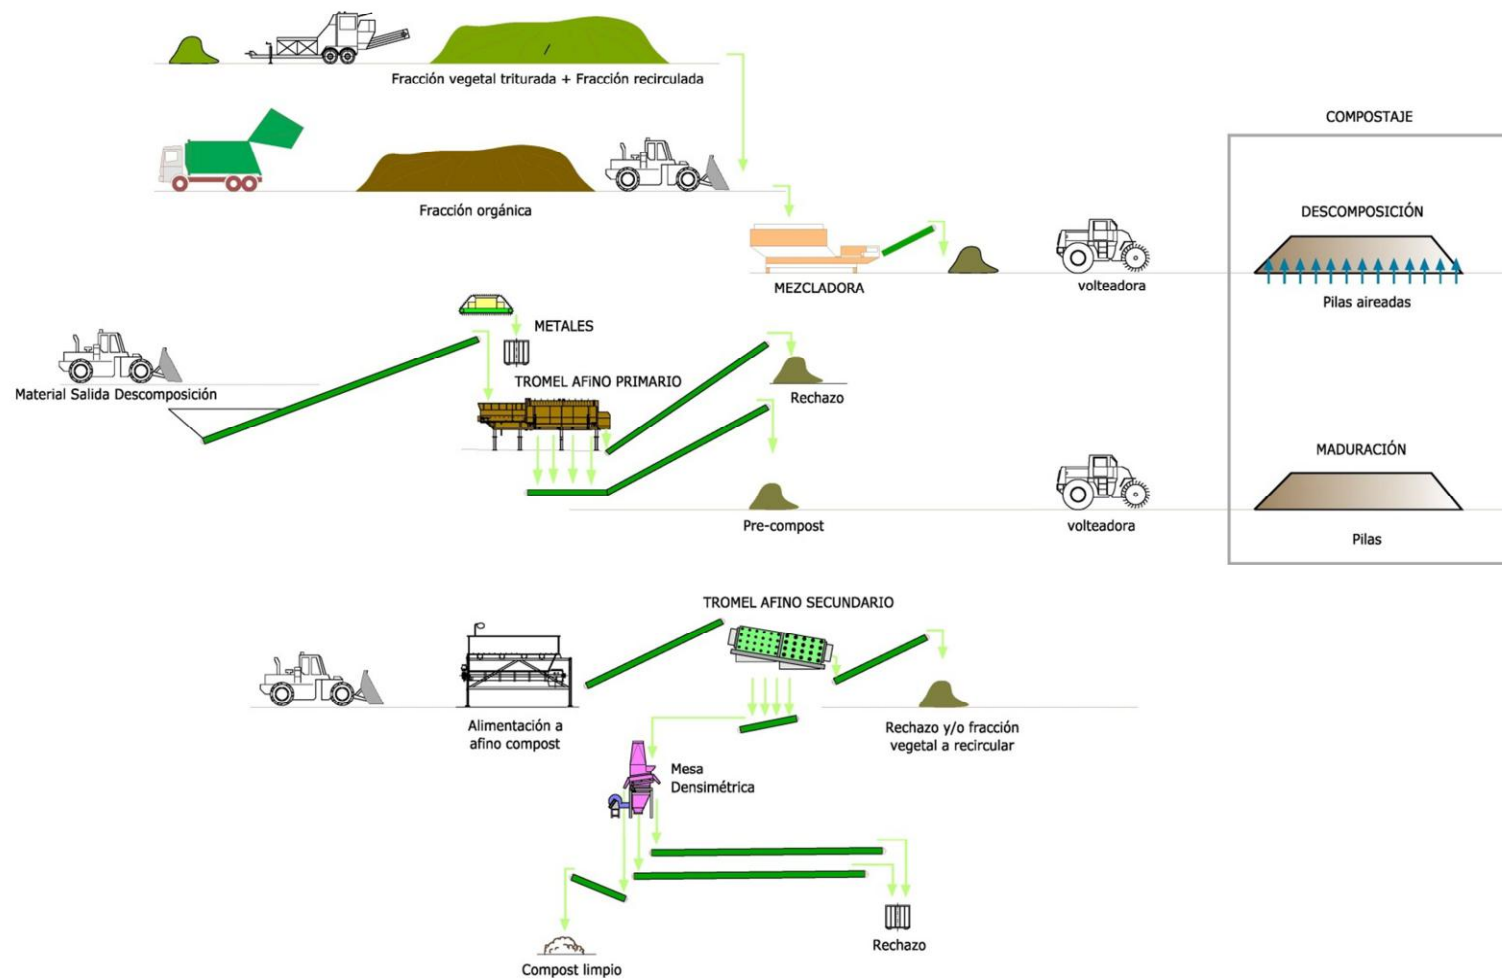 Fracción vegetal triturada + Fracción recirculada
COMPOSTAJE
Fracción orgánica
DESCOMPOSICIÓN
MEZCLADORA
volteadora
Pilas aireadas
METALES
Material Salida Descomposición
TROMEL AFiNO PRIMARIO
Rechazo
MADURACIÓN
Pre-compost
volteadora
Pilas
TROMEL AFINO SECUNDARIO
Alimentación a
afino compost
Rechazo y/o fracción
vegetal a recircular
Mesa
Densimétrica
Rechazo
Compost limpio